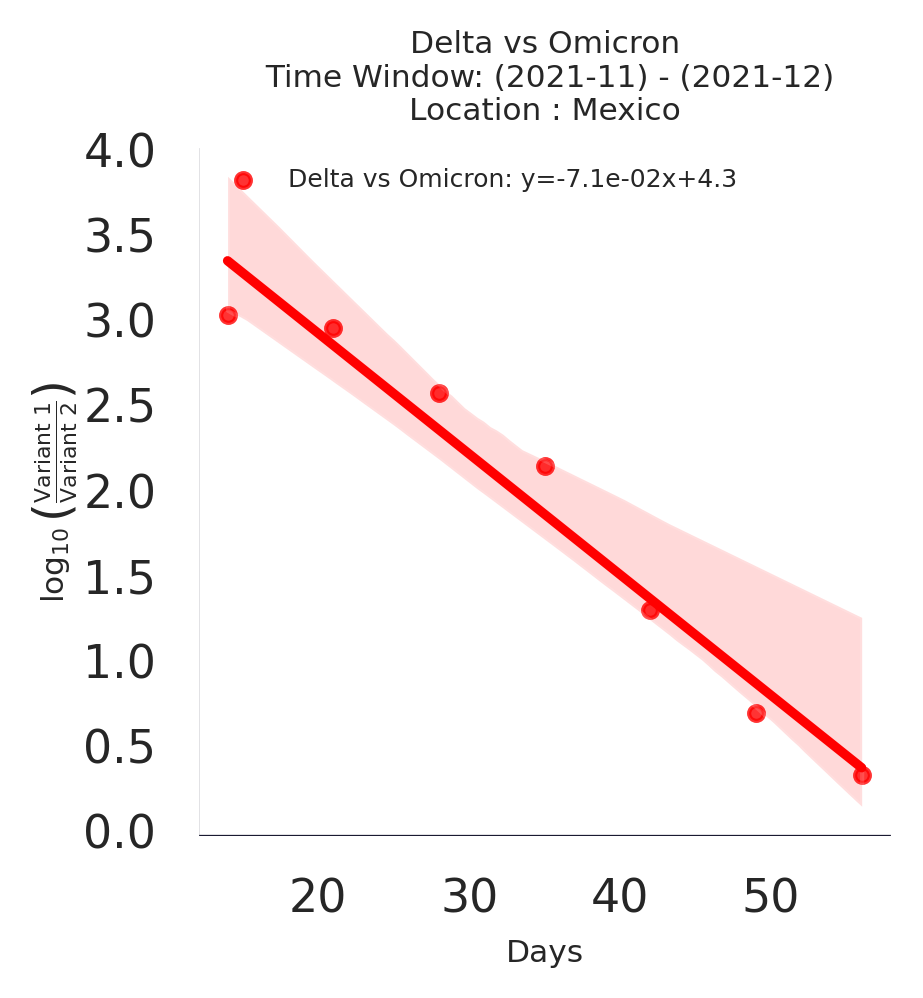 Delta vs Omicron
Time Window: (2021-11) - (2021-12)
Location : Mexico
Delta vs Omicron: y=-7.1e-02x+4.3
4.0
3.5
3.0
2.5
2.0
1.5
1.0
0.5
0.0
log10 (Variant 1 / Variant 2)
20 30 40 50
Days